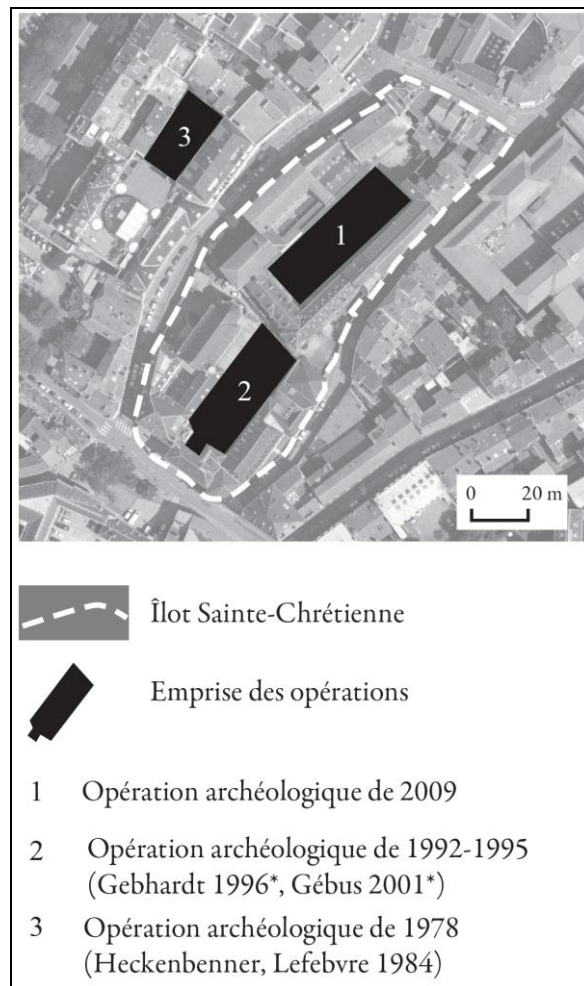 3
1
2
0 20 m
Îlot Sainte-Chrétienne
Emprise des opérations
1 Opération archéologique de 2009
2 Opération archéologique de 1992-1995
(Gebhardt 1996*, Gébus 2001*)
3 Opération archéologique de 1978
(Heckenbenner, Lefebvre 1984)